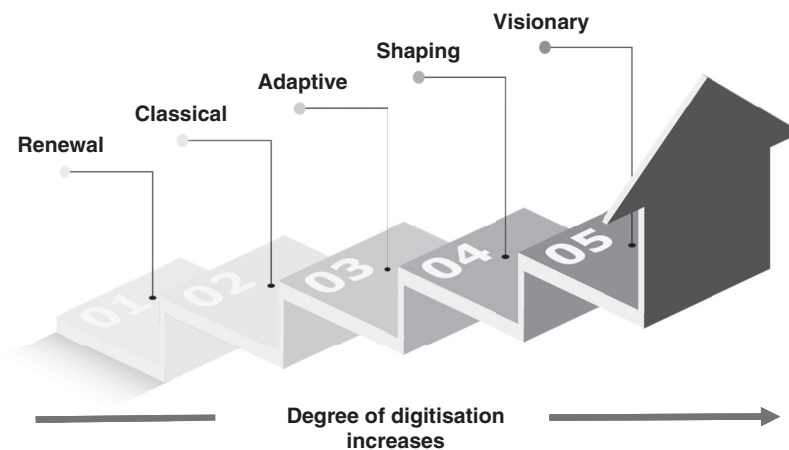 Visionary
Shaping
Adaptive
Classical
Renewal
01
02
03
04
05
Degree of digitisation
increases